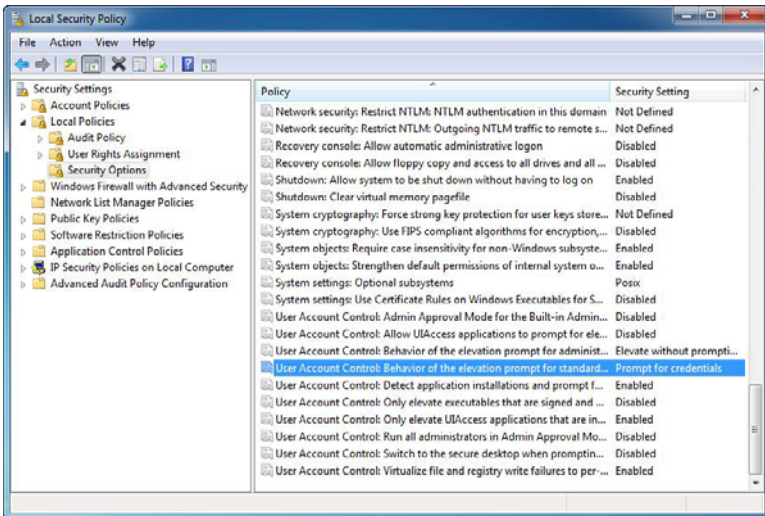 Local Security Policy
File Action View Help
Security Settings
Account Policies
Local Policies
Audit Policy
User Rights Assignment
Security Options
Windows Firewall with Advanced Security
Network List Manager Policies
Public Key Policies
Software Restriction Policies
Application Control Policies
IP Security Policies on Local Computer
Advanced Audit Policy Configuration
Policy Security Setting
Network security: Restrict NTLM: NTLM authentication in this domain Not Defined
Network security: Restrict NTLM: Outgoing NTLM traffic to remote s... Not Defined
Recovery console: Allow automatic administrative logon Disabled
Recovery console: Allow floppy copy and access to all drives and all ... Disabled
Shutdown: Allow system to be shut down without having to log on Enabled
Shutdown: Clear virtual memory pagefile Disabled
System cryptography: Force strong key protection for user keys store... Not Defined
System cryptography: Use FIPS compliant algorithms for encryption,... Disabled
System objects: Require case insensitivity for non-Windows subsyste... Enabled
System objects: Strengthen default permissions of internal system o... Enabled
System settings: Optional subsystems Posix
System settings: Use Certificate Rules on Windows Executables for S... Disabled
User Account Control: Admin Approval Mode for the Built-in Admin... Disabled
User Account Control: Allow UIAccess applications to prompt for ele... Disabled
User Account Control: Behavior of the elevation prompt for administ... Elevate without prompti...
User Account Control: Behavior of the elevation prompt for standard... Prompt for credentials
User Account Control: Detect application installations and prompt f... Enabled
User Account Control: Only elevate executables that are signed and ... Disabled
User Account Control: Only elevate UIAccess applications that are in... Enabled
User Account Control: Run all administrators in Admin Approval Mo... Disabled
User Account Control: Switch to the secure desktop when promptin... Disabled
User Account Control: Virtualize file and registry write failures to per-... Enabled